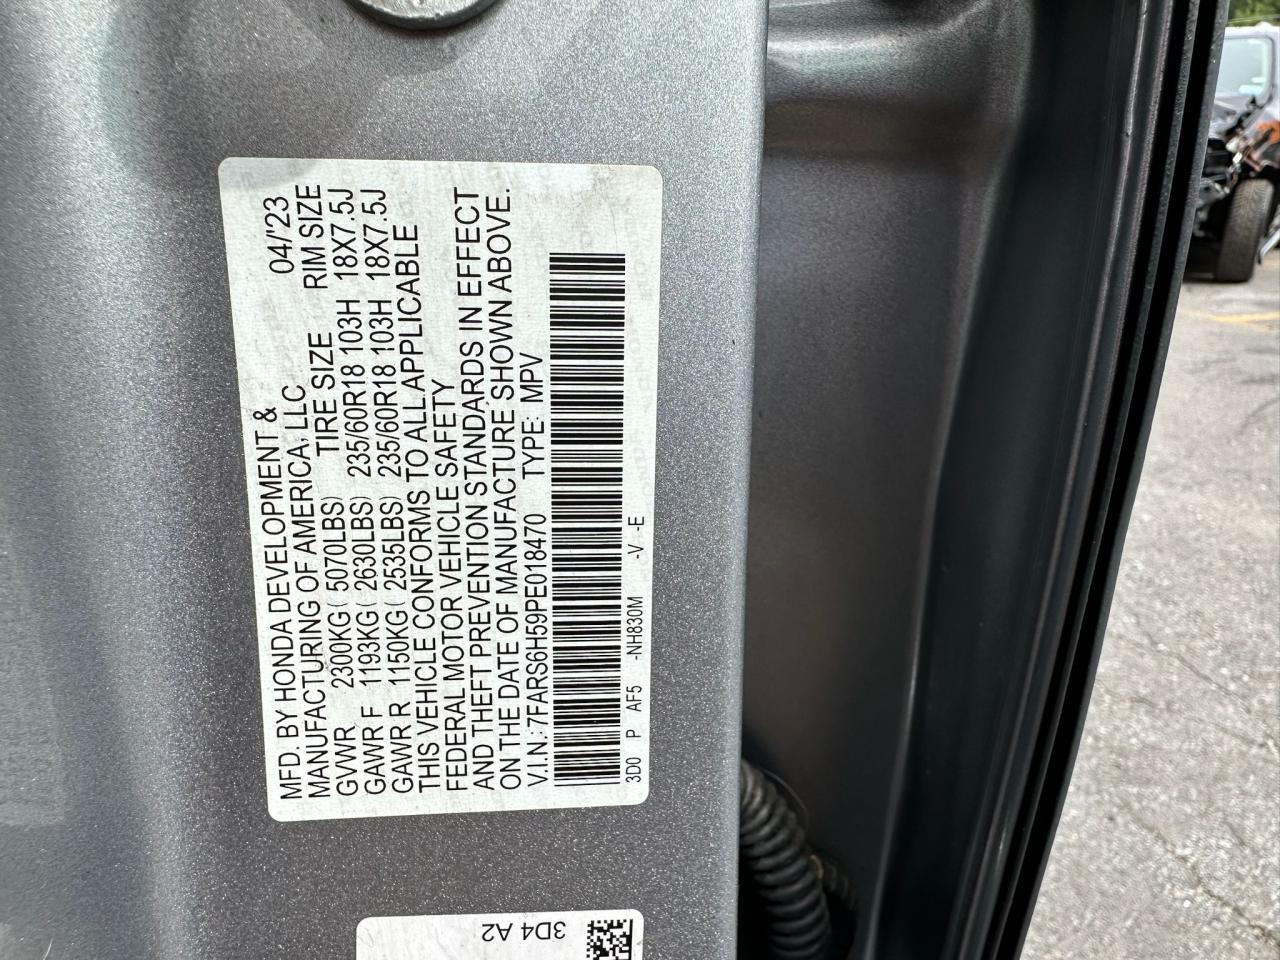 MFD. BY HONDA DEVELOPMENT &
MANUFACTURING OF AMERICA, LLC 04/'23
TIRE SIZE RIM SIZE
GVWR 2300KG( 5070LBS) 235/60R18 103H 18X7.5J
GAWR F 1193KG( 2630LBS) 235/60R18 103H 18X7.5J
GAWR R 1150KG( 2535LBS)
THIS VEHICLE CONFORMS TO ALL APPLICABLE
FEDERAL MOTOR VEHICLE SAFETY
AND THEFT PREVENTION STANDARDS IN EFFECT
ON THE DATE OF MANUFACTURE SHOWN ABOVE.
V.I.N.: 7FARS6H59PE018470 TYPE: MPV
3D0 P AF5 -NH830M -V -E
3D4 A2